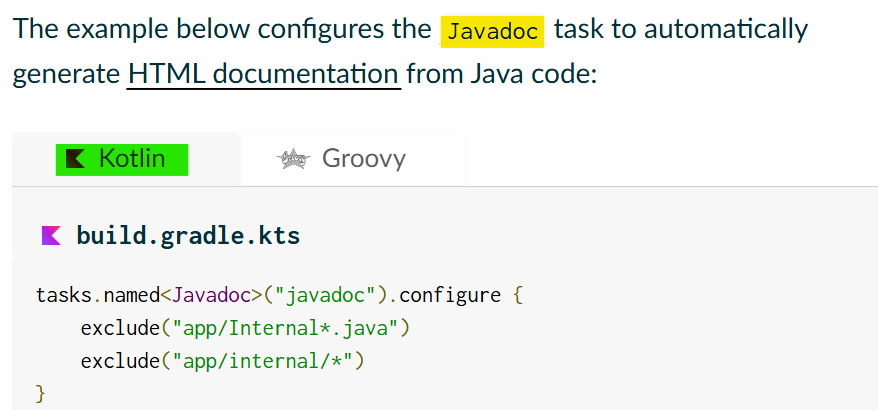 The example below configures the Javadoc task to automatically
generate HTML documentation from Java code:
Kotlin Groovy
build.gradle.kts
tasks.named<Javadoc>("javadoc").configure {
    exclude("app/Internal*.java")
    exclude("app/internal/*")
}